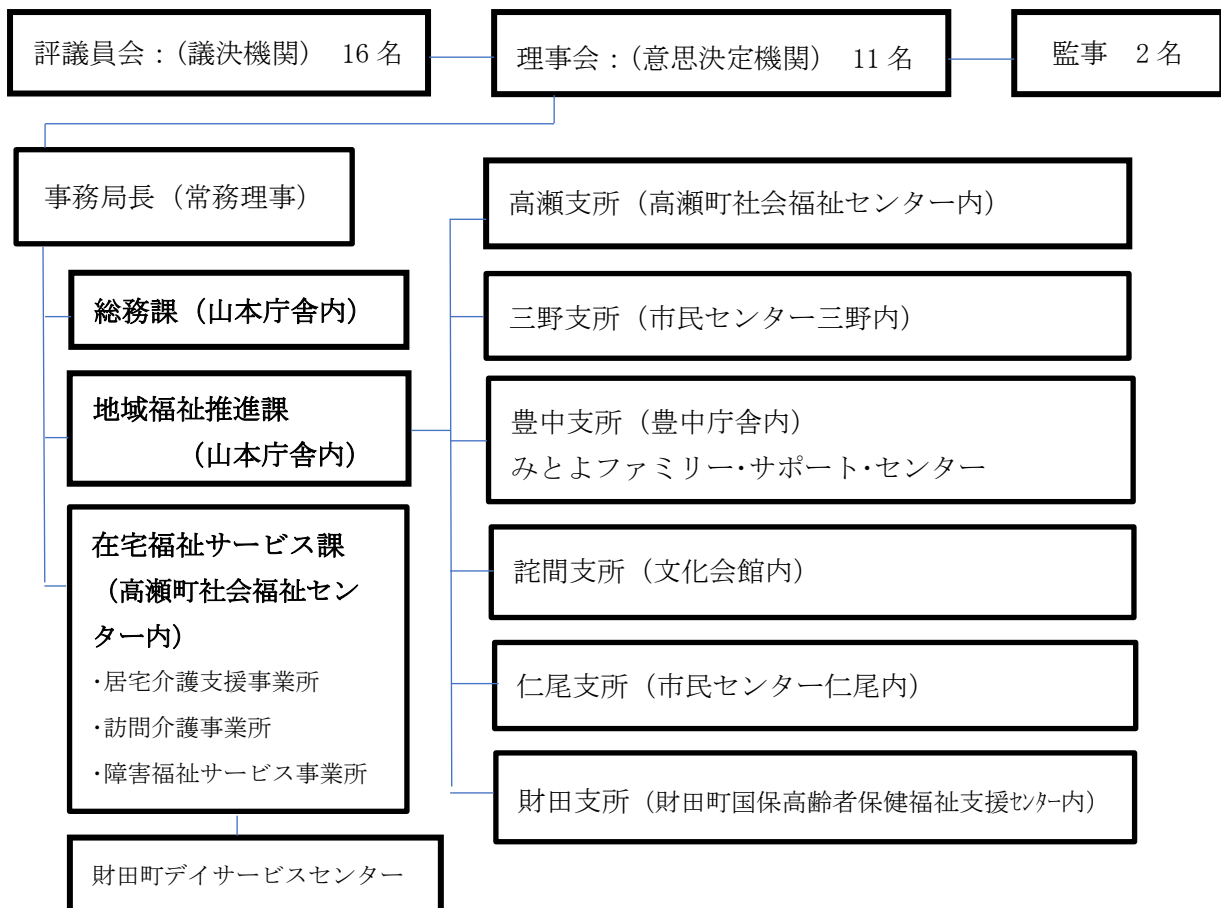 評議員会：(議決機関)　16名
理事会：(意思決定機関)　11名
監事　2名
事務局長（常務理事）
総務課（山本庁舎内）
地域福祉推進課
（山本庁舎内）
在宅福祉サービス課
（高瀬町社会福祉セン
ター内）
・居宅介護支援事業所
・訪問介護事業所
・障害福祉サービス事業所
財田町デイサービスセンター
高瀬支所（高瀬町社会福祉センター内）
三野支所（市民センター三野内）
豊中支所（豊中庁舎内）
みとよファミリー・サポート・センター
詫間支所（文化会館内）
仁尾支所（市民センター仁尾内）
財田支所（財田町国保高齢者保健福祉支援ｾﾝﾀｰ内）